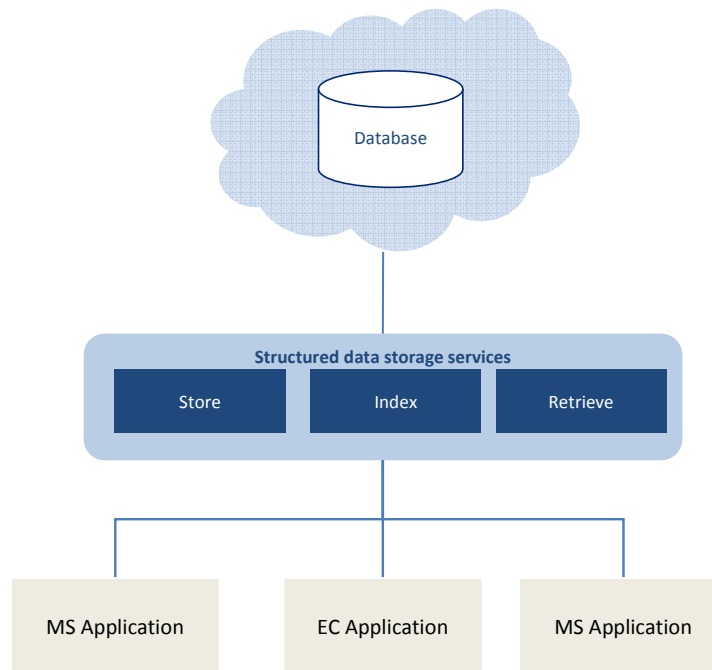 Database
Structured data storage services
Store
Index
Retrieve
MS Application
EC Application
MS Application